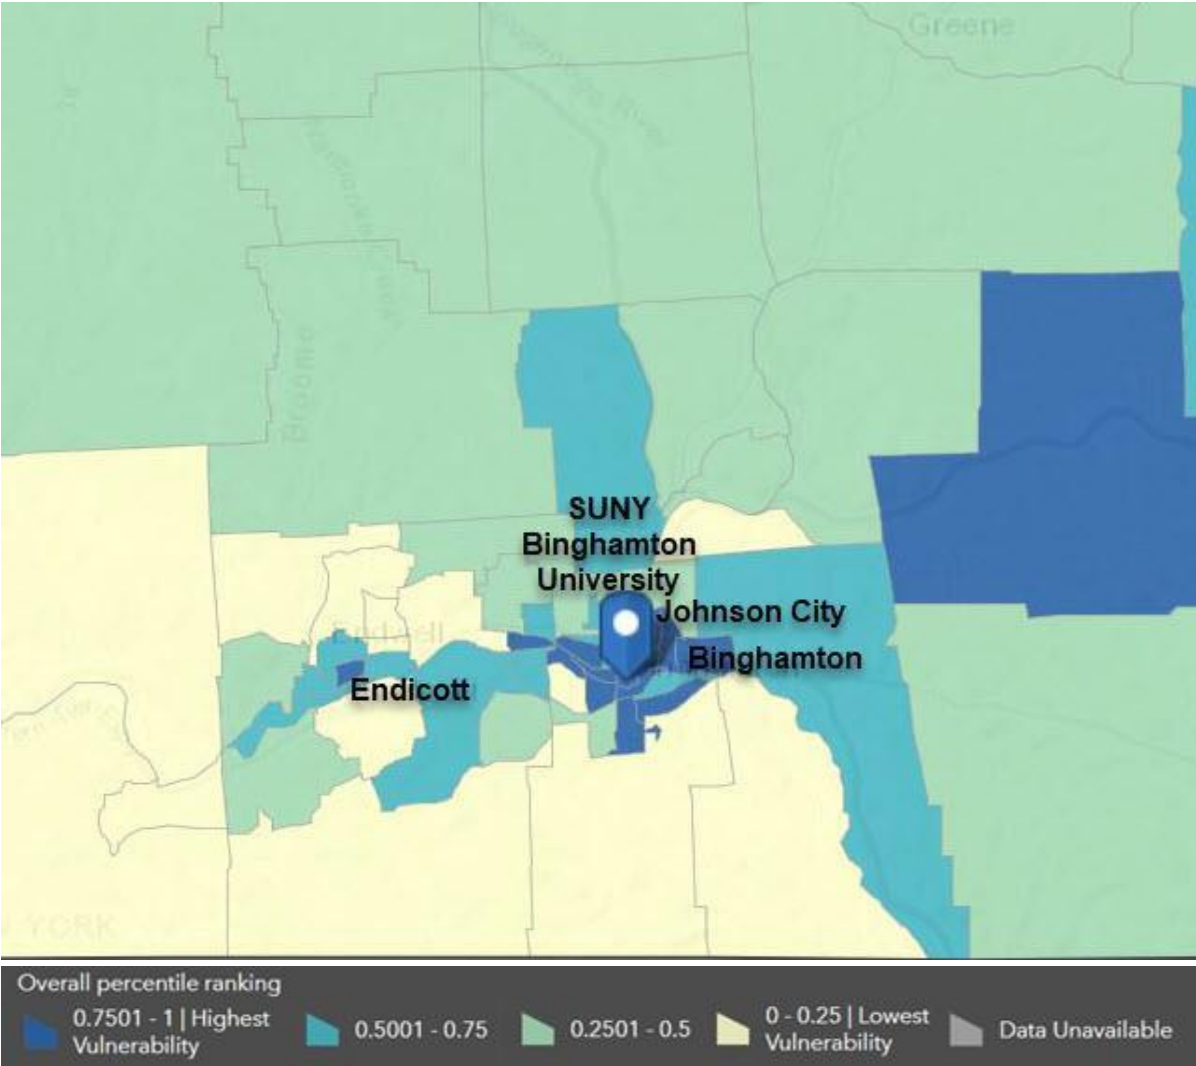 Greene
Broome
SUNY
Binghamton
University
Johnson City
Binghamton
Endicott
YORK
Overall percentile ranking
0.7501 - 1 | Highest
Vulnerability
0.5001 - 0.75
0.2501 - 0.5
0 - 0.25 | Lowest
Vulnerability
Data Unavailable